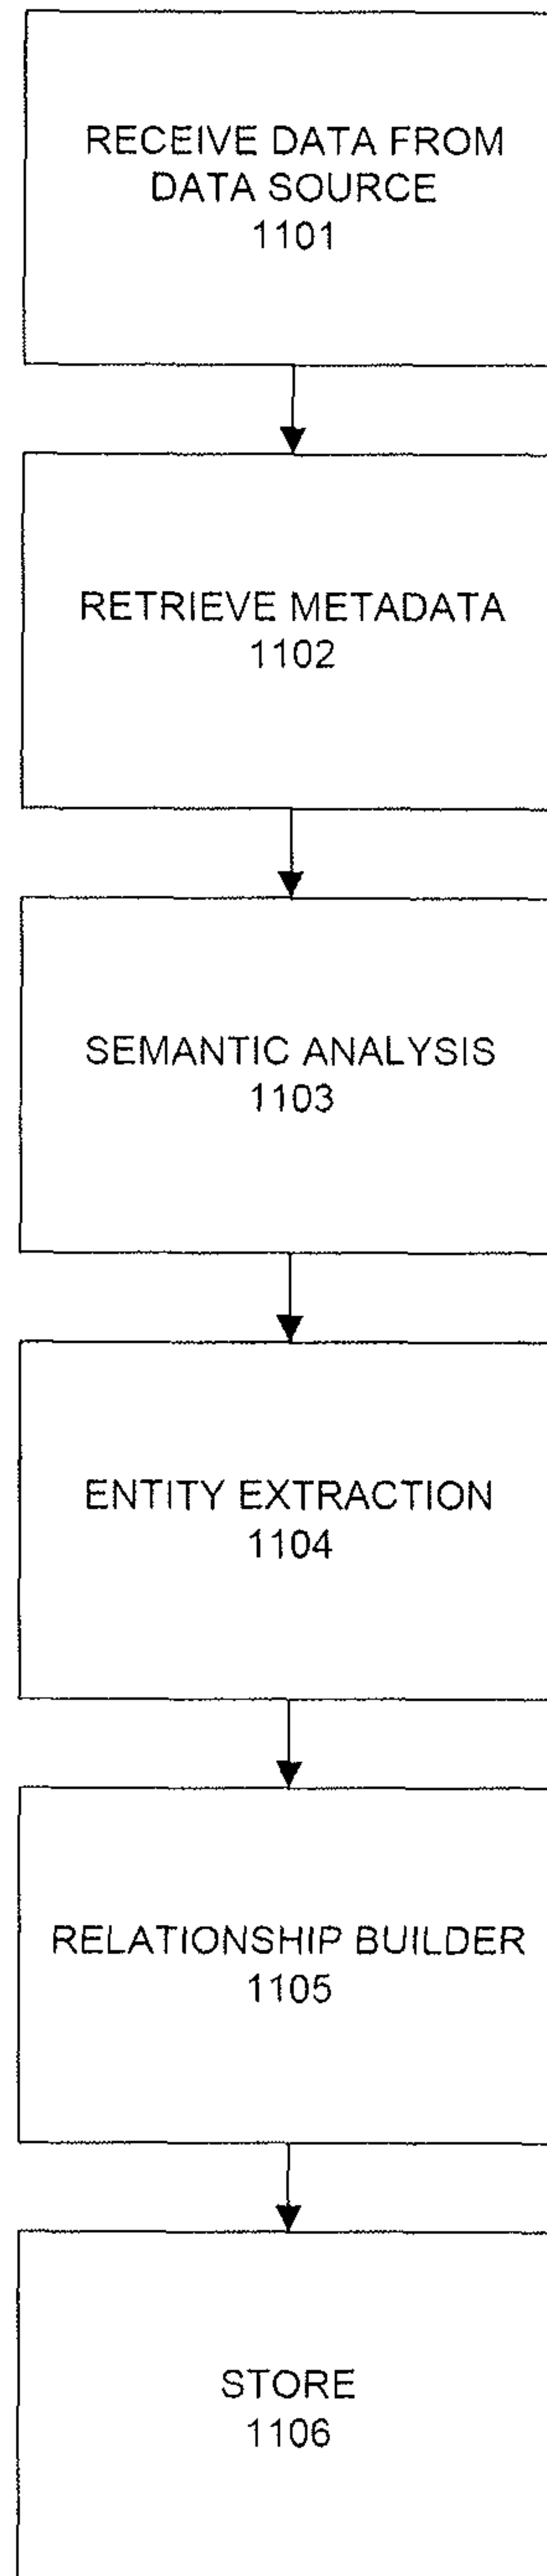 RECEIVE DATA FROM
DATA SOURCE
1101
RETRIEVE METADATA
1102
SEMANTIC ANALYSIS
1103
ENTITY EXTRACTION
1104
RELATIONSHIP BUILDER
1105
STORE
1106